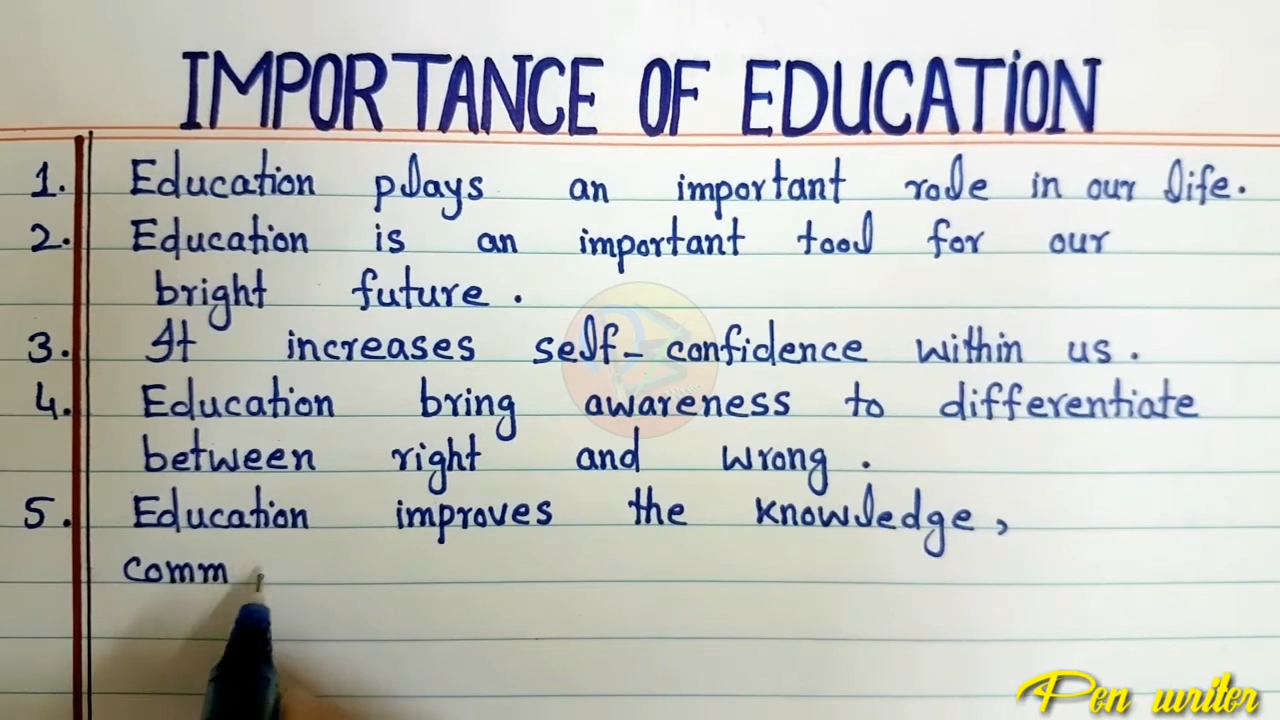 IMPORTANCE OF EDUCATION
1. Education plays an important role in our life.
2. Education is an important tool for our
bright future.
3. It increases self-confidence within us.
4. Education bring awareness to differentiate
between right and wrong.
5. Education improves the knowledge,
comm
Pen writer